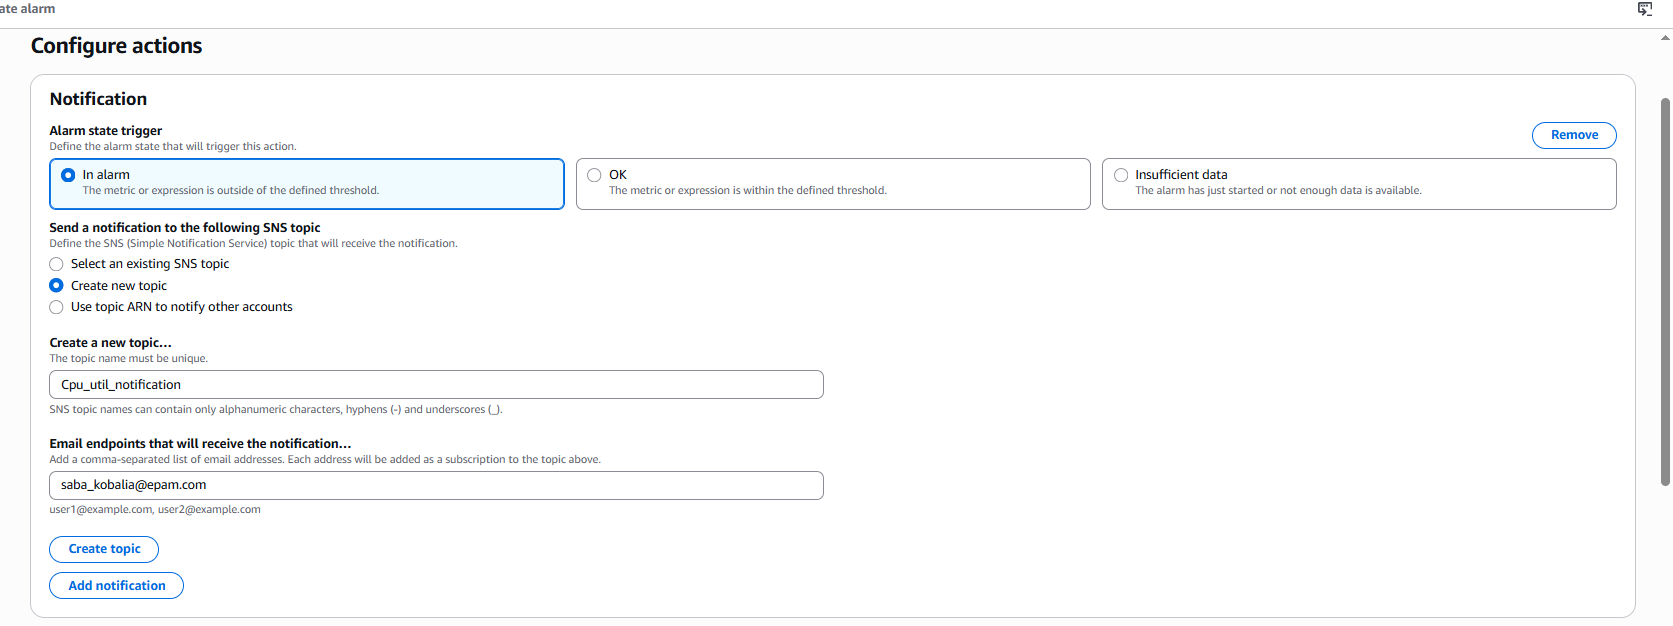 ate alarm
Configure actions
Notification
Alarm state trigger
Define the alarm state that will trigger this action.
Remove
In alarm
The metric or expression is outside of the defined threshold.
OK
The metric or expression is within the defined threshold.
Insufficient data
The alarm has just started or not enough data is available.
Send a notification to the following SNS topic
Define the SNS (Simple Notification Service) topic that will receive the notification.
Select an existing SNS topic
Create new topic
Use topic ARN to notify other accounts
Create a new topic...
The topic name must be unique.
Cpu_util_notification
SNS topic names can contain only alphanumeric characters, hyphens (-) and underscores (_).
Email endpoints that will receive the notification...
Add a comma-separated list of email addresses. Each address will be added as a subscription to the topic above.
saba_kobalia@epam.com
user1@example.com, user2@example.com
Create topic
Add notification